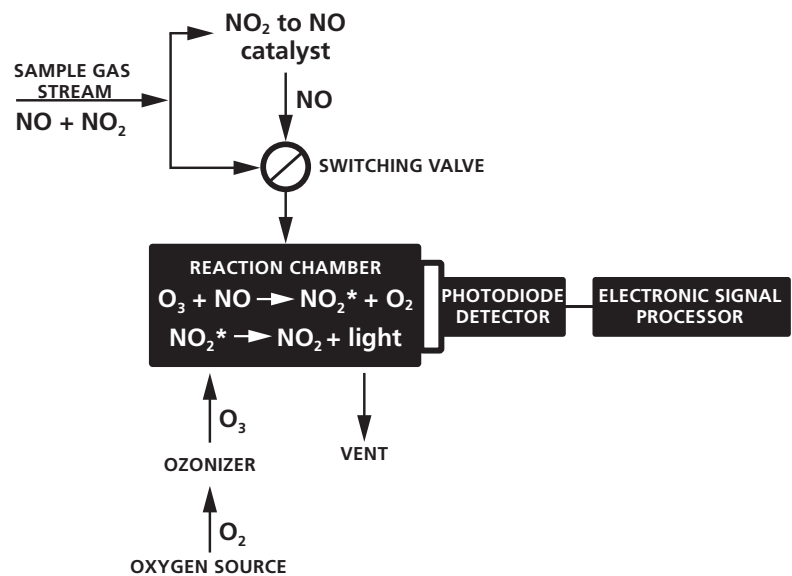 NO₂ to NO
catalyst
SAMPLE GAS
STREAM
NO + NO₂
NO
SWITCHING VALVE
REACTION CHAMBER
O₃ + NO → NO₂* + O₂
NO₂* → NO₂ + light
PHOTODIODE
DETECTOR
ELECTRONIC SIGNAL
PROCESSOR
O₃
OZONIZER
VENT
O₂
OXYGEN SOURCE